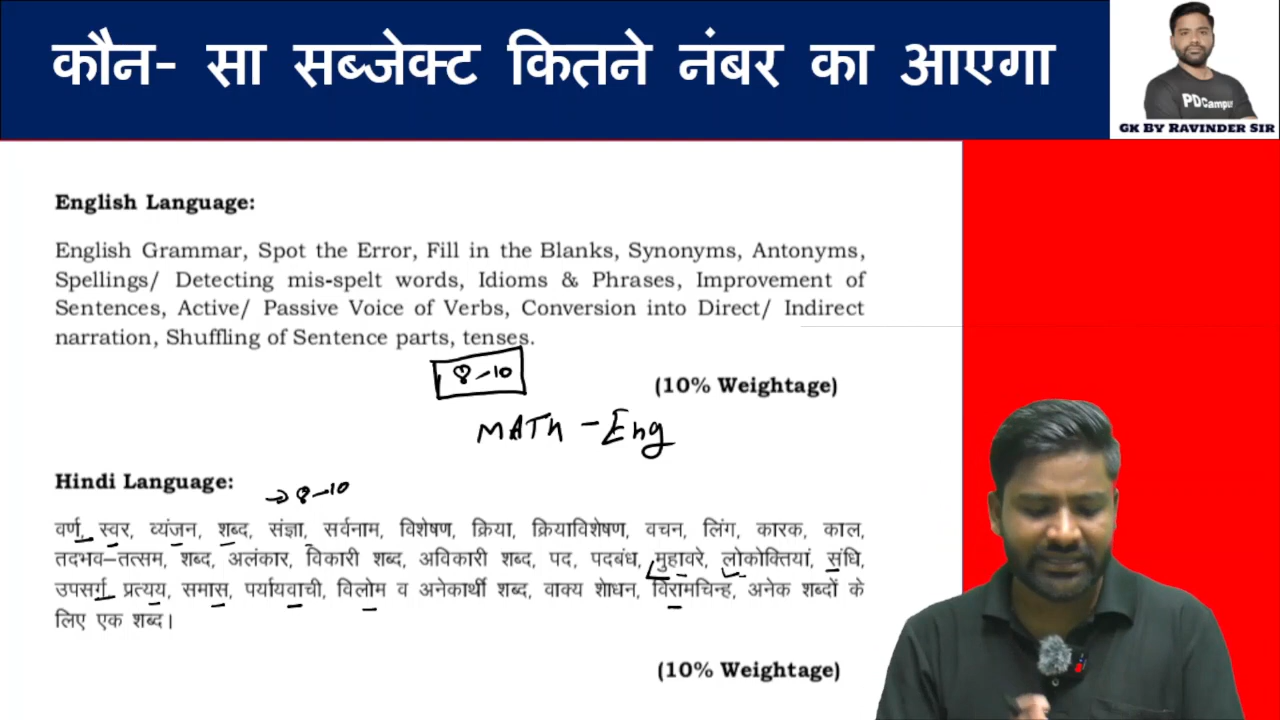 कौन- सा सब्जेक्ट कितने नंबर का आएगा
PDCampus
GK BY RAVINDER SIR
English Language:
English Grammar, Spot the Error, Fill in the Blanks, Synonyms, Antonyms,
Spellings/ Detecting mis-spelt words, Idioms & Phrases, Improvement of
Sentences, Active/ Passive Voice of Verbs, Conversion into Direct/ Indirect
narration, Shuffling of Sentence parts, tenses.
8-10
(10% Weightage)
MATH - Eng
Hindi Language:
→ 8-10
वर्ण, स्वर, व्यंजन, शब्द, संज्ञा, सर्वनाम, विशेषण, क्रिया, क्रियाविशेषण, वचन, लिंग, कारक, काल,
तदभव–तत्सम, शब्द, अलंकार, विकारी शब्द, अविकारी शब्द, पद, पदबंध, मुहावरे, लोकोक्तियां, संधि,
उपसर्ग, प्रत्यय, समास, पर्यायवाची, विलोम व अनेकार्थी शब्द, वाक्य शोधन, विरामचिन्ह, अनेक शब्दों के
लिए एक शब्द।
(10% Weightage)